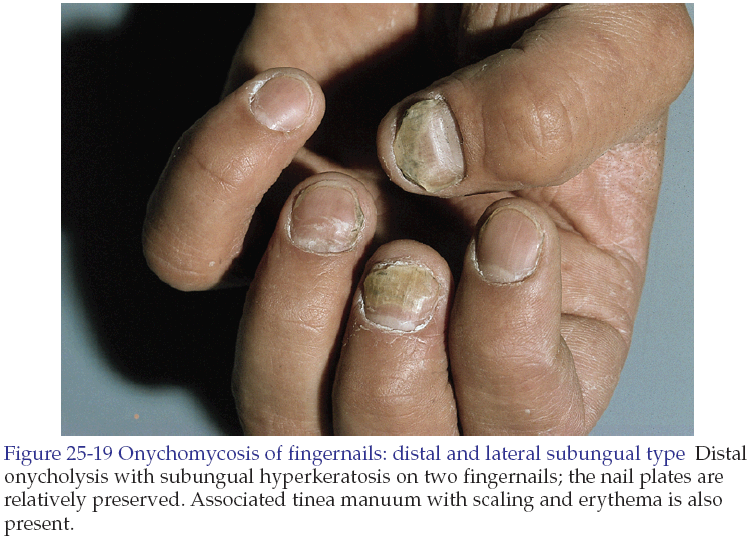 Figure 25-19 Onychomycosis of fingernails: distal and lateral subungual type Distal
onycholysis with subungual hyperkeratosis on two fingernails; the nail plates are
relatively preserved. Associated tinea manuum with scaling and erythema is also
present.